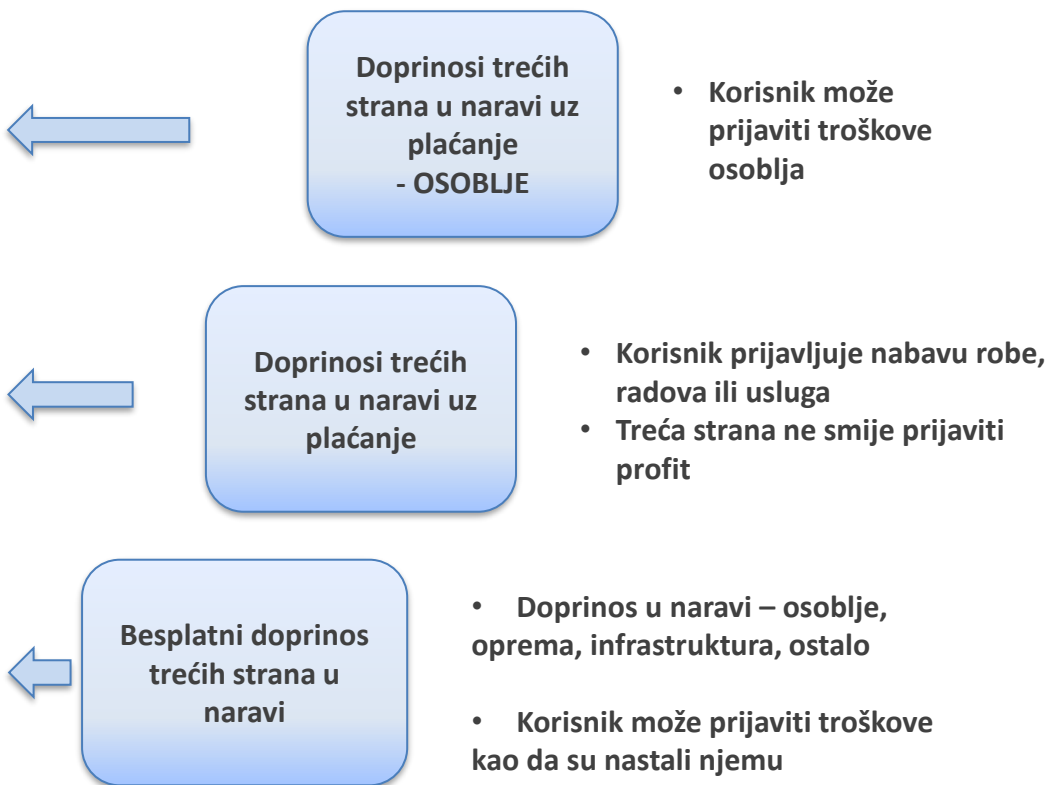 Doprinosi trećih
strana u naravi uz
plaćanje
- OSOBLJE
• Korisnik može
prijaviti troškove
osoblja
Doprinosi trećih
strana u naravi uz
plaćanje
• Korisnik prijavljuje nabavu robe,
radova ili usluga
• Treća strana ne smije prijaviti
profit
Besplatni doprinos
trećih strana u
naravi
• Doprinos u naravi – osoblje,
oprema, infrastruktura, ostalo
• Korisnik može prijaviti troškove
kao da su nastali njemu